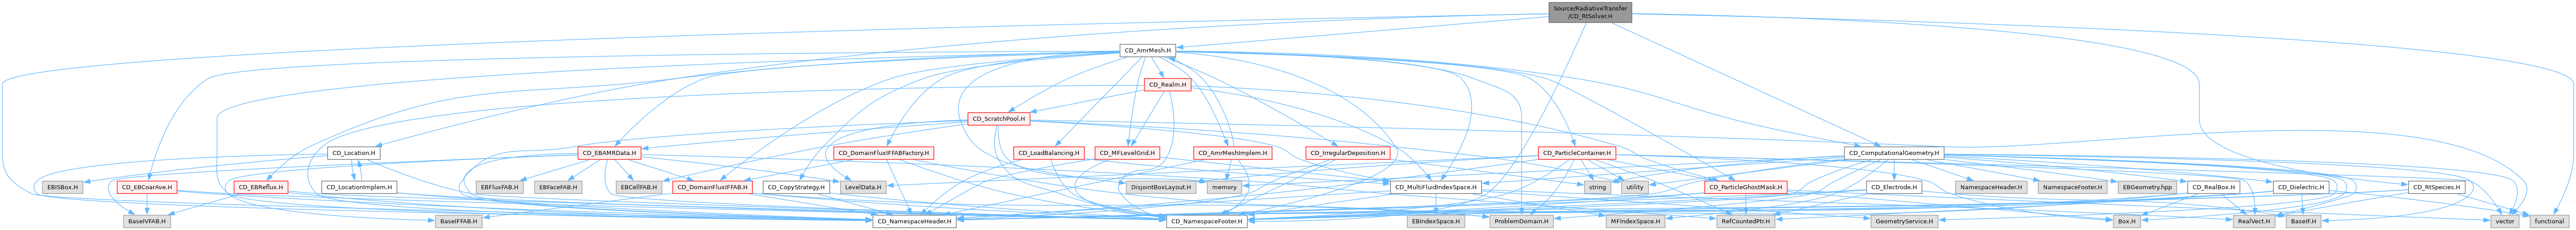 Source/RadiativeTransfer
/CD_RtSolver.H
CD_AmrMesh.H
CD_Realm.H
CD_ScratchPool.H
CD_Location.H
CD_EBAMRData.H
CD_DomainFluxIFFABFactory.H
CD_LoadBalancing.H
CD_MFLevelGrid.H
CD_AmrMeshImplem.H
CD_IrregularDeposition.H
CD_ParticleContainer.H
CD_ComputationalGeometry.H
EBISBox.H
CD_EBCoarAve.H
CD_EBReflux.H
CD_LocationImplem.H
EBFluxFAB.H
EBFaceFAB.H
EBCellFAB.H
CD_DomainFluxIFFAB.H
CD_CopyStrategy.H
LevelData.H
DisjointBoxLayout.H
memory
CD_MultiFluidIndexSpace.H
string
utility
CD_ParticleGhostMask.H
CD_Electrode.H
NamespaceHeader.H
NamespaceFooter.H
EBGeometry.hpp
CD_RealBox.H
CD_Dielectric.H
CD_RtSpecies.H
BaseIVFAB.H
BaseIFFAB.H
CD_NamespaceHeader.H
CD_NamespaceFooter.H
EBIndexSpace.H
ProblemDomain.H
MFIndexSpace.H
RefCountedPtr.H
GeometryService.H
Box.H
RealVect.H
BaseIF.H
vector
functional